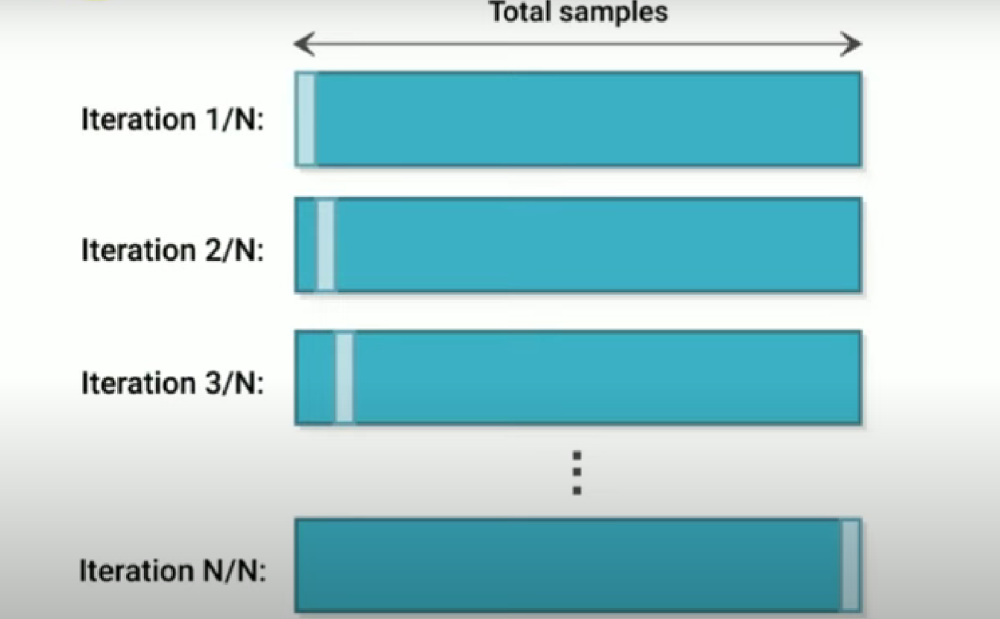 Total samples
Iteration 1/N:
Iteration 2/N:
Iteration 3/N:
Iteration N/N: